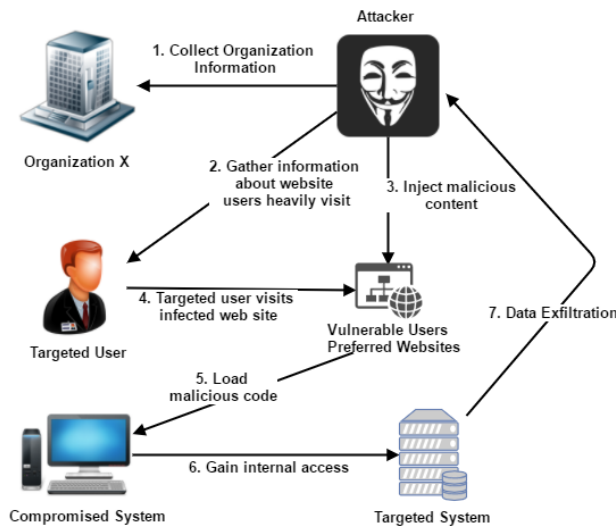 Attacker
1. Collect Organization
Information
Organization X
2. Gather information
about website
users heavily visit
3. Inject malicious
content
4. Targeted user visits
infected web site
Targeted User
Vulnerable Users
Preferred Websites
7. Data Exfiltration
5. Load
malicious code
6. Gain internal access
Compromised System
Targeted System